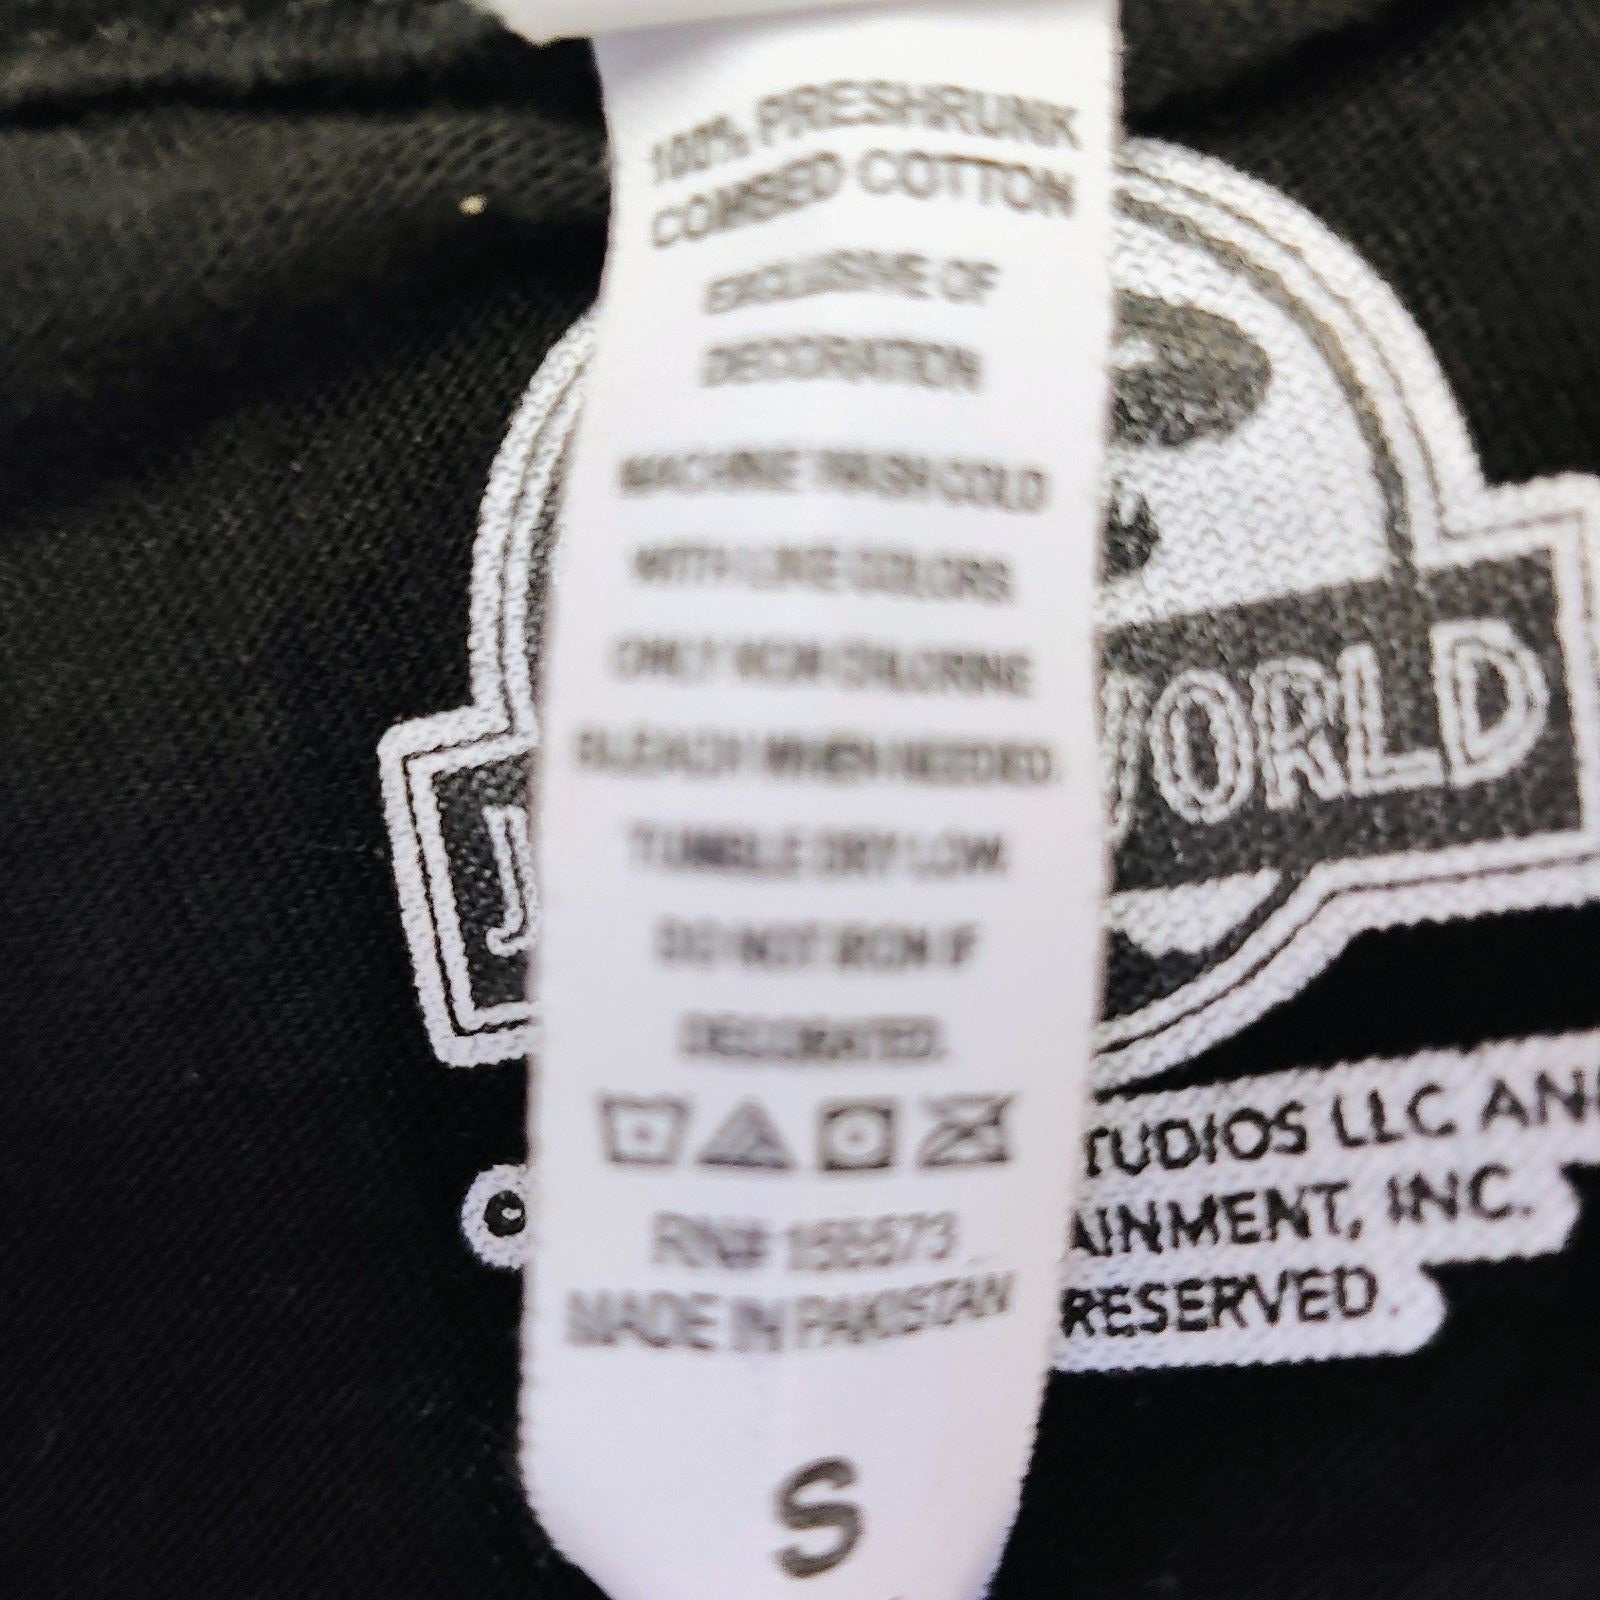 100% PRESHRUNK
COMBED COTTON
EXCLUSIVE OF
DECORATION
MACHINE WASH COLD
WITH LIKE COLORS.
ONLY NON CHLORINE
BLEACH WHEN NEEDED.
TUMBLE DRY LOW.
DO NOT IRON IF
DECORATED.
RN# 155573
MADE IN PAKISTAN
S
J ORLD
©
TUDIOS LLC AN
AINMENT, INC.
RESERVED.